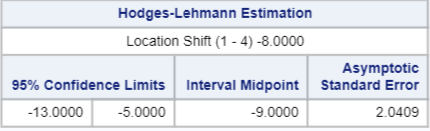 Hodges-Lehmann Estimation
Location Shift (1 - 4) -8.0000
95% Confidence Limits Interval Midpoint Asymptotic Standard Error
-13.0000 -5.0000 -9.0000 2.0409